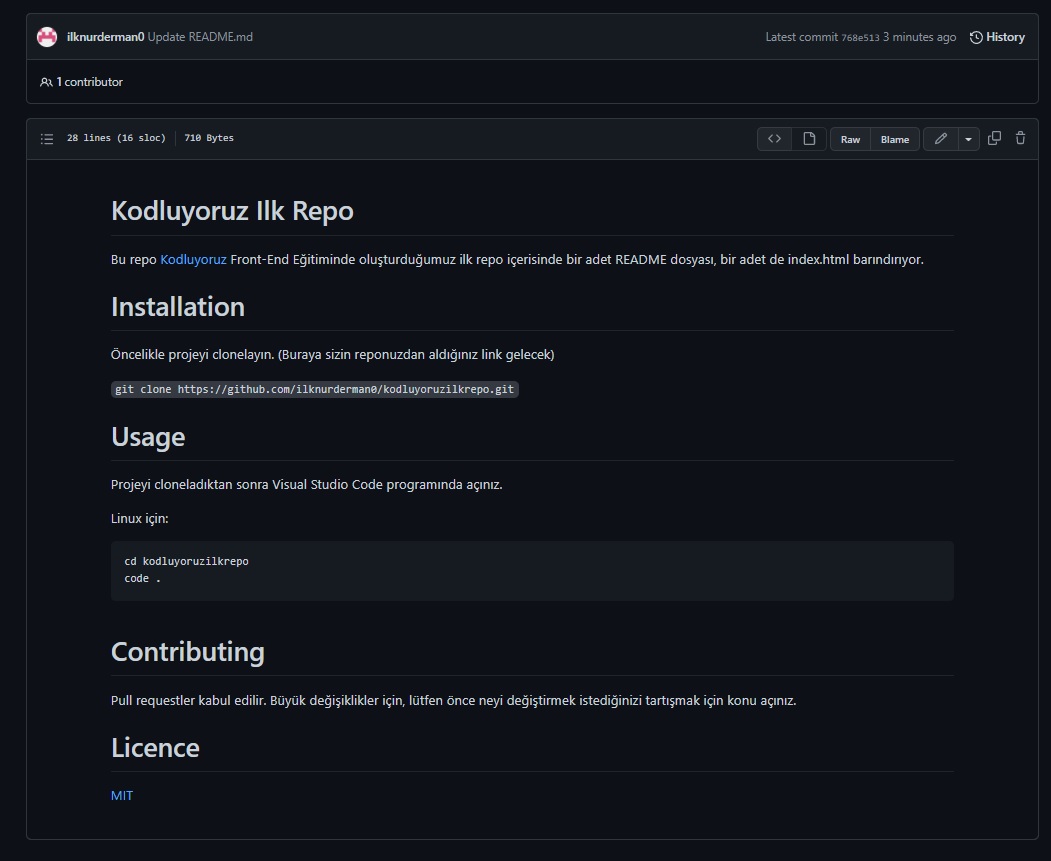 ilknurderman0 Update README.md
Latest commit 768e513 3 minutes ago History
1 contributor
28 lines (16 sloc) 710 Bytes
Raw Blame
Kodluyoruz Ilk Repo
Bu repo Kodluyoruz Front-End Eğitiminde oluşturduğumuz ilk repo içerisinde bir adet README dosyası, bir adet de index.html barındırıyor.
Installation
Öncelikle projeyi clonelayın. (Buraya sizin reponuzdan aldığınız link gelecek)
git clone https://github.com/ilknurderman0/kodluyoruzilkrepo.git
Usage
Projeyi cloneladıktan sonra Visual Studio Code programında açınız.
Linux için:
cd kodluyoruzilkrepo
code .
Contributing
Pull requestler kabul edilir. Büyük değişiklikler için, lütfen önce neyi değiştirmek istediğinizi tartışmak için konu açınız.
Licence
MIT